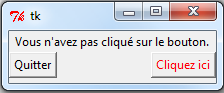 tk
Vous n'avez pas cliqué sur le bouton.
Quitter
Cliquez ici